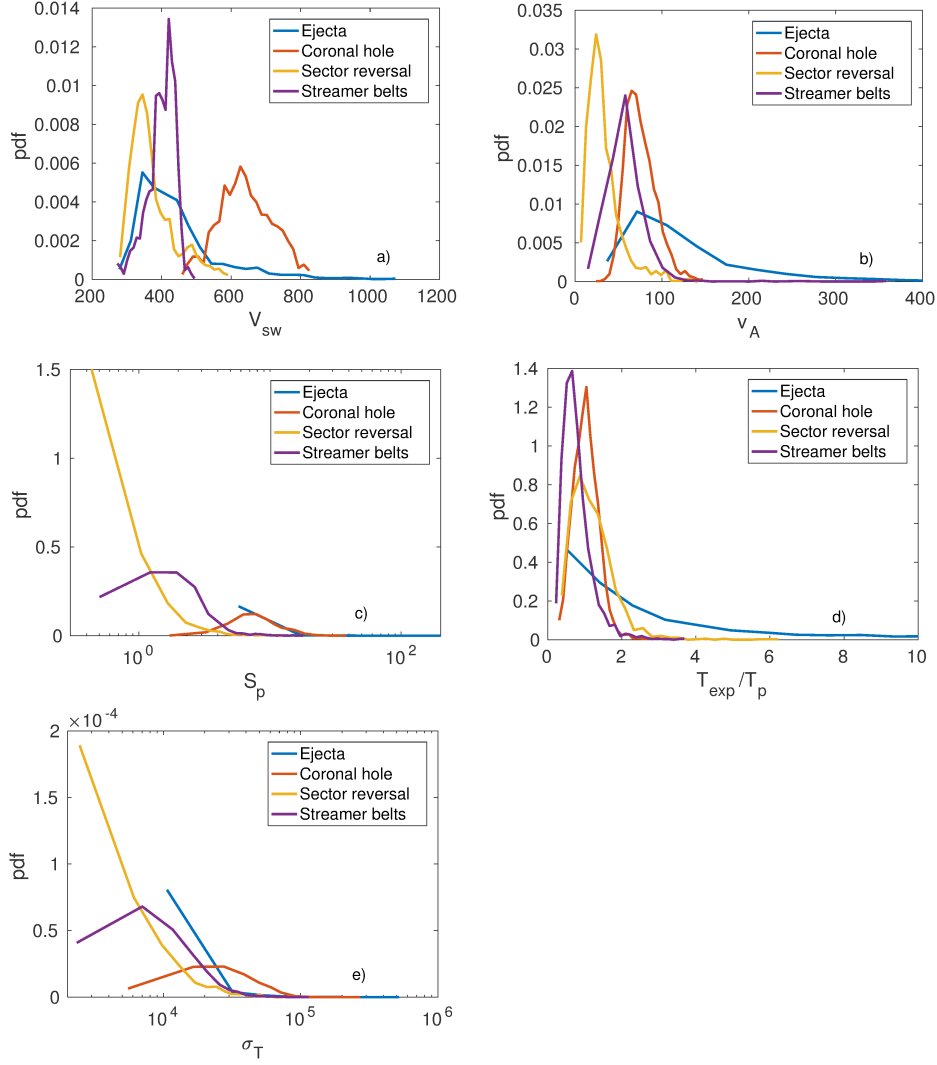 0.014
0.012
0.01
0.008
0.006
0.004
0.002
0
pdf
200
400
600
800
1000
1200
V_sw
Ejecta
Coronal hole
Sector reversal
Streamer belts
a)
0.035
0.03
0.025
0.02
0.015
0.01
0.005
0
pdf
0
100
200
300
400
v_A
Ejecta
Coronal hole
Sector reversal
Streamer belts
b)
1.5
1
0.5
0
pdf
10^0
10^2
S_p
Ejecta
Coronal hole
Sector reversal
Streamer belts
c)
1.4
1.2
1
0.8
0.6
0.4
0.2
0
pdf
0
2
4
6
8
10
T_exp/T_p
Ejecta
Coronal hole
Sector reversal
Streamer belts
d)
×10^-4
2
1.5
1
0.5
0
pdf
10^4
10^5
10^6
σ_T
Ejecta
Coronal hole
Sector reversal
Streamer belts
e)